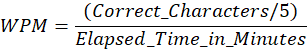 WPM = (Correct_Characters/5) / Elapsed_Time_in_Minutes